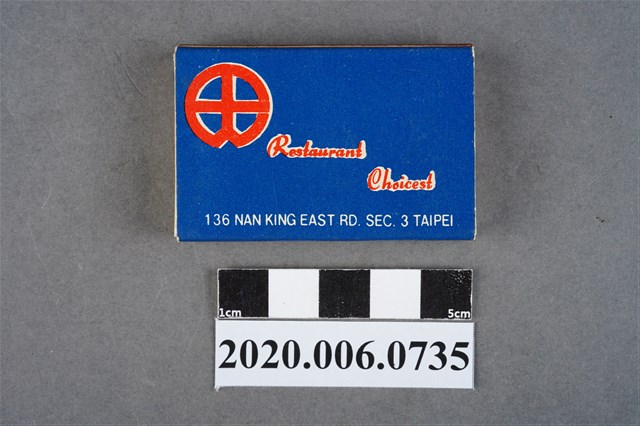 Restaurant
Choicest
136 NAN KING EAST RD. SEC. 3 TAIPEI
1cm 5cm
2020.006.0735